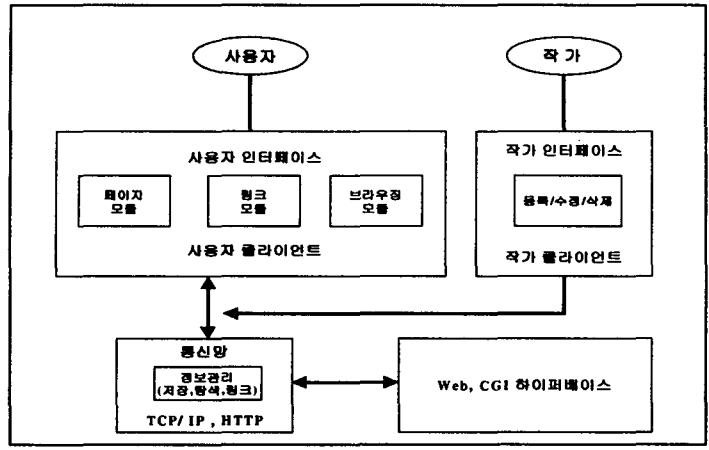 사용자
작 가
사용자 인터페이스
페이지
모듈
링크
모듈
브라우징
모듈
사용자 클라이언트
작가 인터페이스
등록/수정/삭제
작가 클라이언트
통신망
정보관리
(저장,탐색,링크)
TCP/ IP , HTTP
Web, CGI 하이퍼베이스